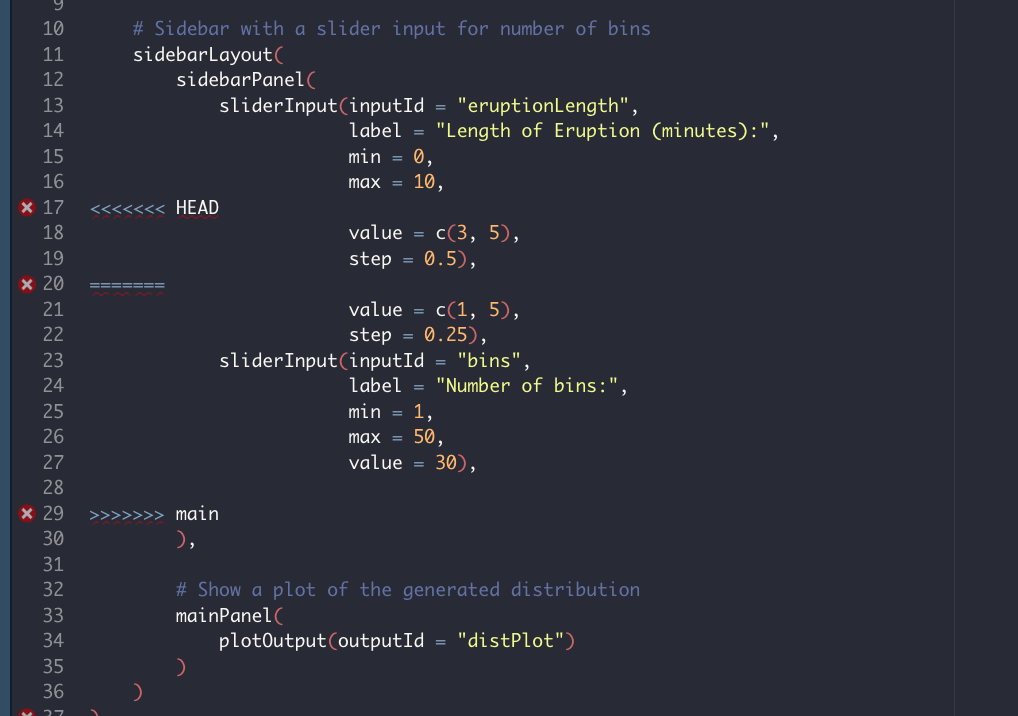 9
10 # Sidebar with a slider input for number of bins
11 sidebarLayout(
12 sidebarPanel(
13 sliderInput(inputId = "eruptionLength",
14 label = "Length of Eruption (minutes):",
15 min = 0,
16 max = 10,
17 <<<<<<< HEAD
18 value = c(3, 5),
19 step = 0.5),
20 =======
21 value = c(1, 5),
22 step = 0.25),
23 sliderInput(inputId = "bins",
24 label = "Number of bins:",
25 min = 1,
26 max = 50,
27 value = 30),
28
29 >>>>>>> main
30 ),
31
32 # Show a plot of the generated distribution
33 mainPanel(
34 plotOutput(outputId = "distPlot")
35 )
36 )
37 )